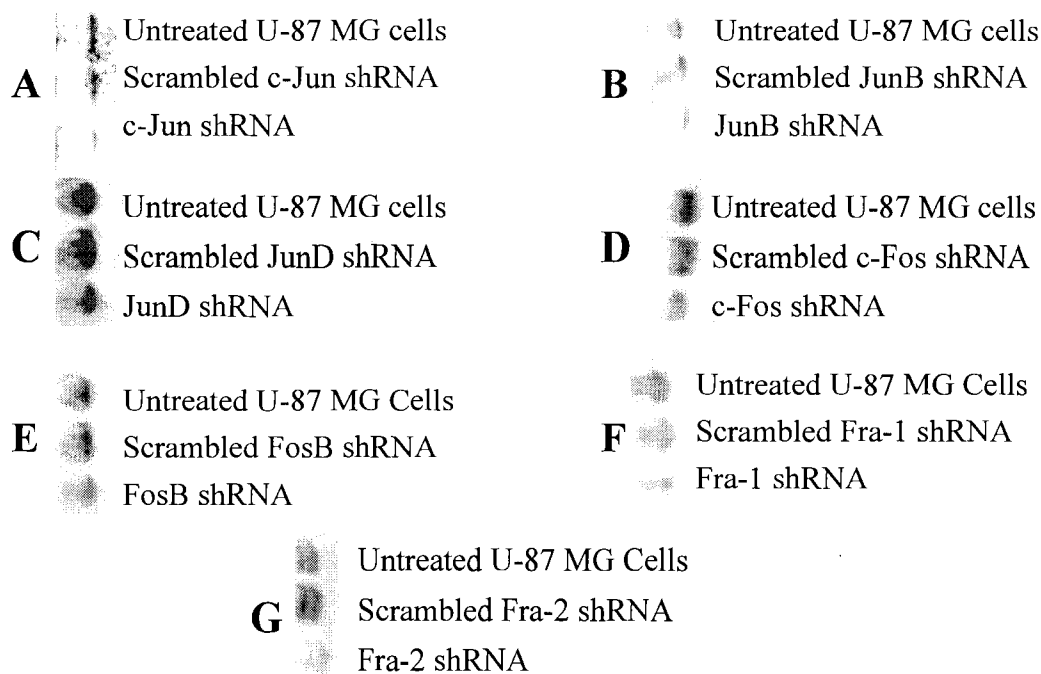 A
Untreated U-87 MG cells
Scrambled c-Jun shRNA
c-Jun shRNA
B
Untreated U-87 MG cells
Scrambled JunB shRNA
JunB shRNA
C
Untreated U-87 MG cells
Scrambled JunD shRNA
JunD shRNA
D
Untreated U-87 MG cells
Scrambled c-Fos shRNA
c-Fos shRNA
E
Untreated U-87 MG Cells
Scrambled FosB shRNA
FosB shRNA
F
Untreated U-87 MG Cells
Scrambled Fra-1 shRNA
Fra-1 shRNA
G
Untreated U-87 MG Cells
Scrambled Fra-2 shRNA
Fra-2 shRNA